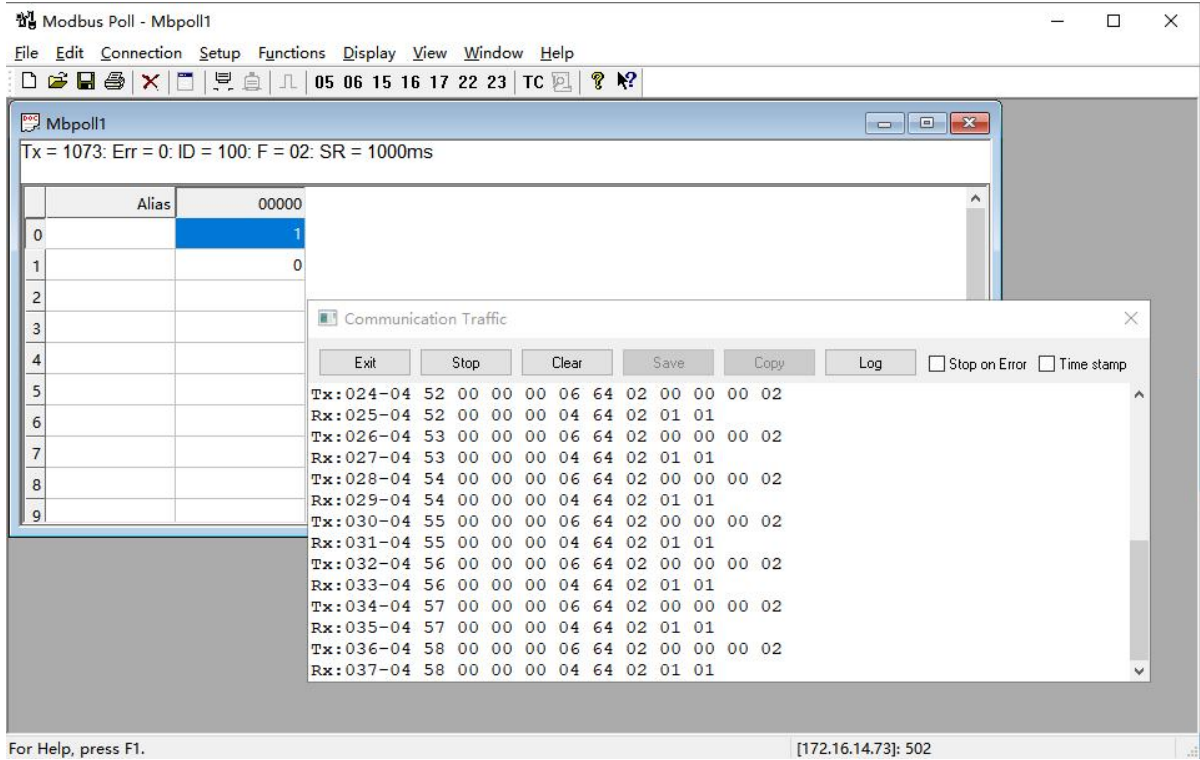 Modbus Poll - Mbpoll1
File Edit Connection Setup Functions Display View Window Help
05 06 15 16 17 22 23 TC
Mbpoll1
Tx = 1073: Err = 0: ID = 100: F = 02: SR = 1000ms
Alias 00000
0 1
1 0
2
3
4
5
6
7
8
9
Communication Traffic
Exit Stop Clear Save Copy Log Stop on Error Time stamp
Tx:024-04 52 00 00 00 06 64 02 00 00 00 02
Rx:025-04 52 00 00 00 04 64 02 01 01
Tx:026-04 53 00 00 00 06 64 02 00 00 00 02
Rx:027-04 53 00 00 00 04 64 02 01 01
Tx:028-04 54 00 00 00 06 64 02 00 00 00 02
Rx:029-04 54 00 00 00 04 64 02 01 01
Tx:030-04 55 00 00 00 06 64 02 00 00 00 02
Rx:031-04 55 00 00 00 04 64 02 01 01
Tx:032-04 56 00 00 00 06 64 02 00 00 00 02
Rx:033-04 56 00 00 00 04 64 02 01 01
Tx:034-04 57 00 00 00 06 64 02 00 00 00 02
Rx:035-04 57 00 00 00 04 64 02 01 01
Tx:036-04 58 00 00 00 06 64 02 00 00 00 02
Rx:037-04 58 00 00 00 04 64 02 01 01
For Help, press F1.
[172.16.14.73]: 502